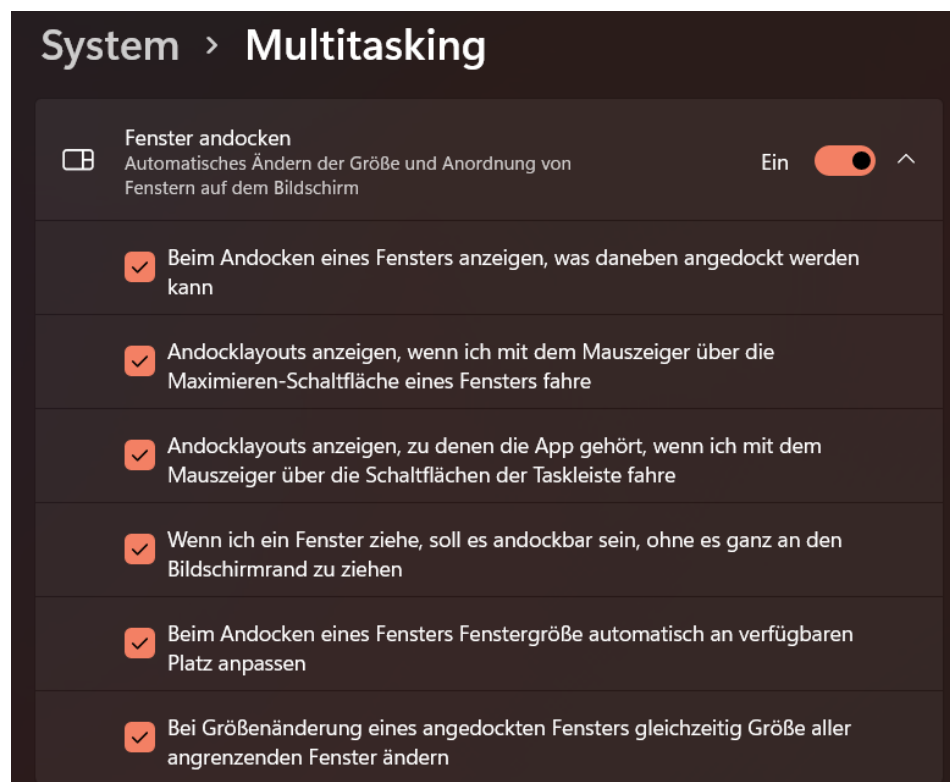 System > Multitasking
Fenster andocken
Automatisches Ändern der Größe und Anordnung von
Fenstern auf dem Bildschirm
Ein
Beim Andocken eines Fensters anzeigen, was daneben angedockt werden
kann
Andocklayouts anzeigen, wenn ich mit dem Mauszeiger über die
Maximieren-Schaltfläche eines Fensters fahre
Andocklayouts anzeigen, zu denen die App gehört, wenn ich mit dem
Mauszeiger über die Schaltflächen der Taskleiste fahre
Wenn ich ein Fenster ziehe, soll es andockbar sein, ohne es ganz an den
Bildschirmrand zu ziehen
Beim Andocken eines Fensters Fenstergröße automatisch an verfügbaren
Platz anpassen
Bei Größenänderung eines angedockten Fensters gleichzeitig Größe aller
angrenzenden Fenster ändern